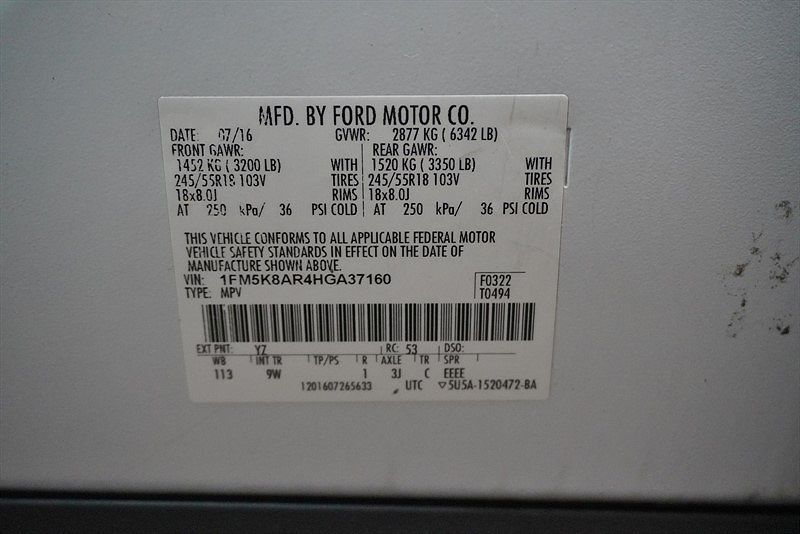 MFD. BY FORD MOTOR CO.
DATE: 07/16 GVWR: 2877 KG ( 6342 LB)
FRONT GAWR: REAR GAWR:
1452 KG ( 3200 LB) WITH 1520 KG ( 3350 LB) WITH
245/55R18 103V TIRES 245/55R18 103V TIRES
18x8.0J RIMS 18x8.0J RIMS
AT 250 kPa/ 36 PSI COLD AT 250 kPa/ 36 PSI COLD
THIS VEHICLE CONFORMS TO ALL APPLICABLE FEDERAL MOTOR
VEHICLE SAFETY STANDARDS IN EFFECT ON THE DATE OF
MANUFACTURE SHOWN ABOVE.
VIN: 1FM5K8AR4HGA37160 F0322
TYPE: MPV T0494
EXT PNT: YZ RC: 53 DSO:
WB INT TR TP/PS R AXLE TR SPR
113 9W 1 3J C EEEE
1201607265633 UTC ▽5U5A-1520472-BA